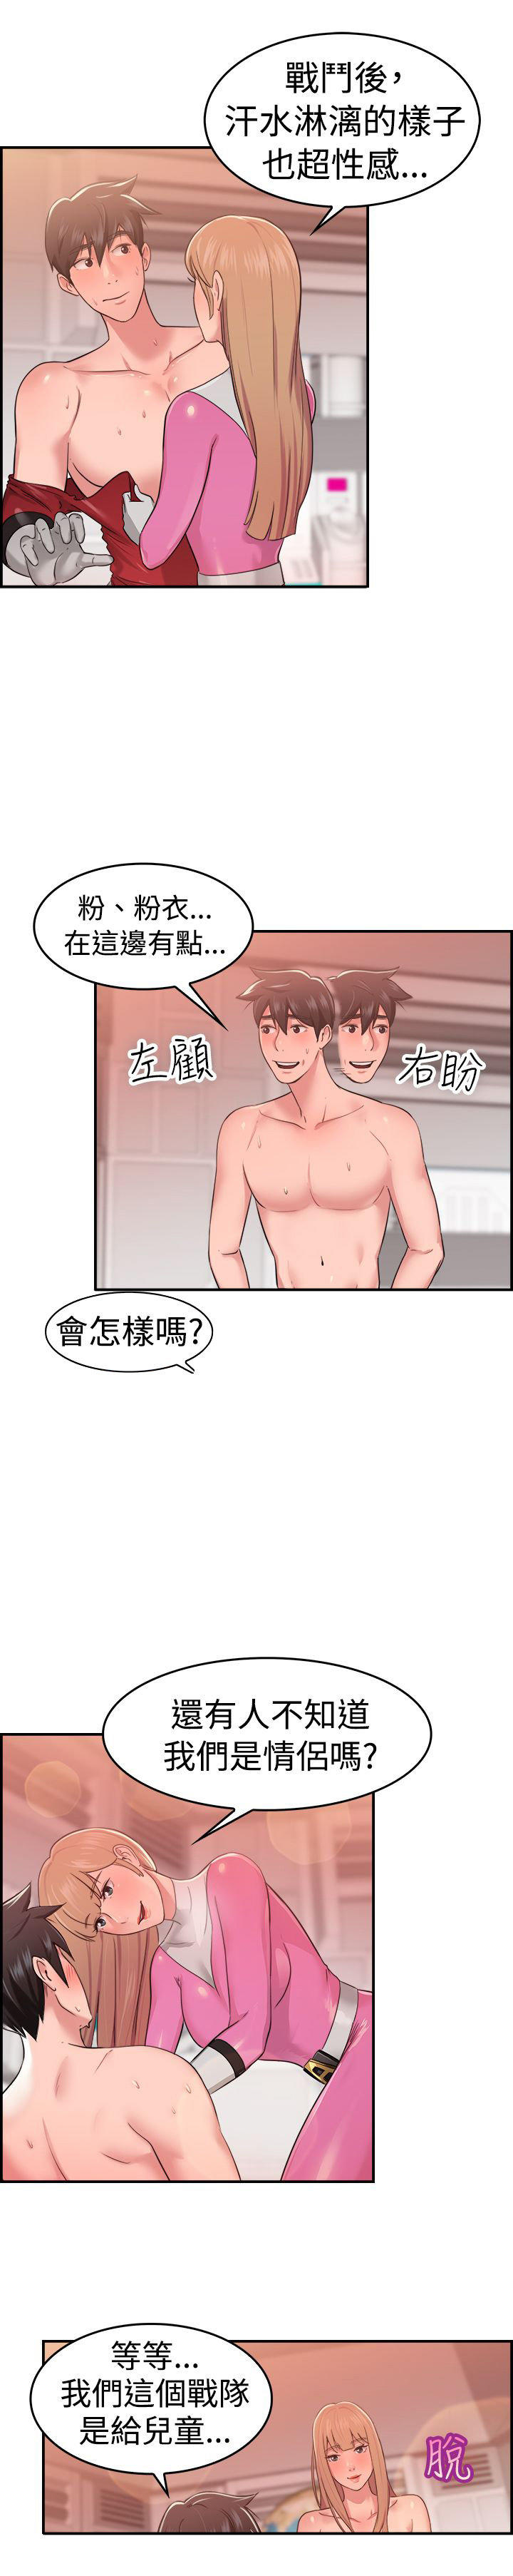 戰鬥後,
汗水淋漓的樣子
也超性感...
粉、粉衣...
在這邊有點...
左顧
右盼
會怎樣嗎?
還有人不知道
我們是情侶嗎?
等等...
我們這個戰隊
是給兒童...
脫